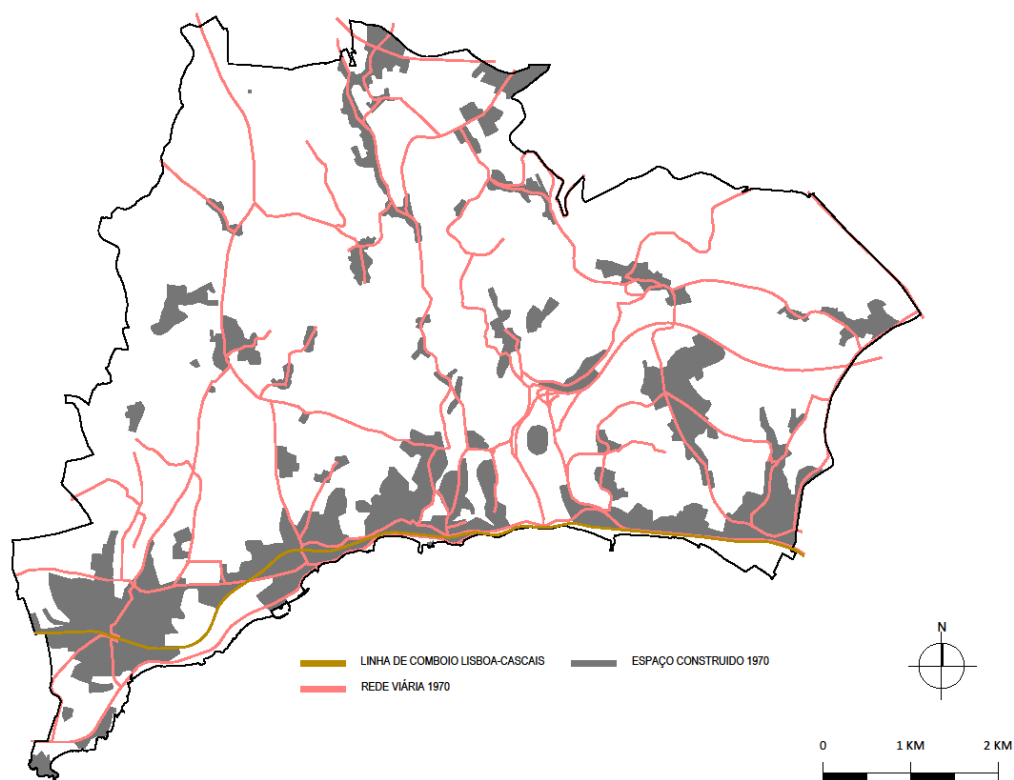 N
LINHA DE COMBOIO LISBOA-CASCAIS
ESPAÇO CONSTRUIDO 1970
REDE VIÁRIA 1970
0 1 KM 2 KM